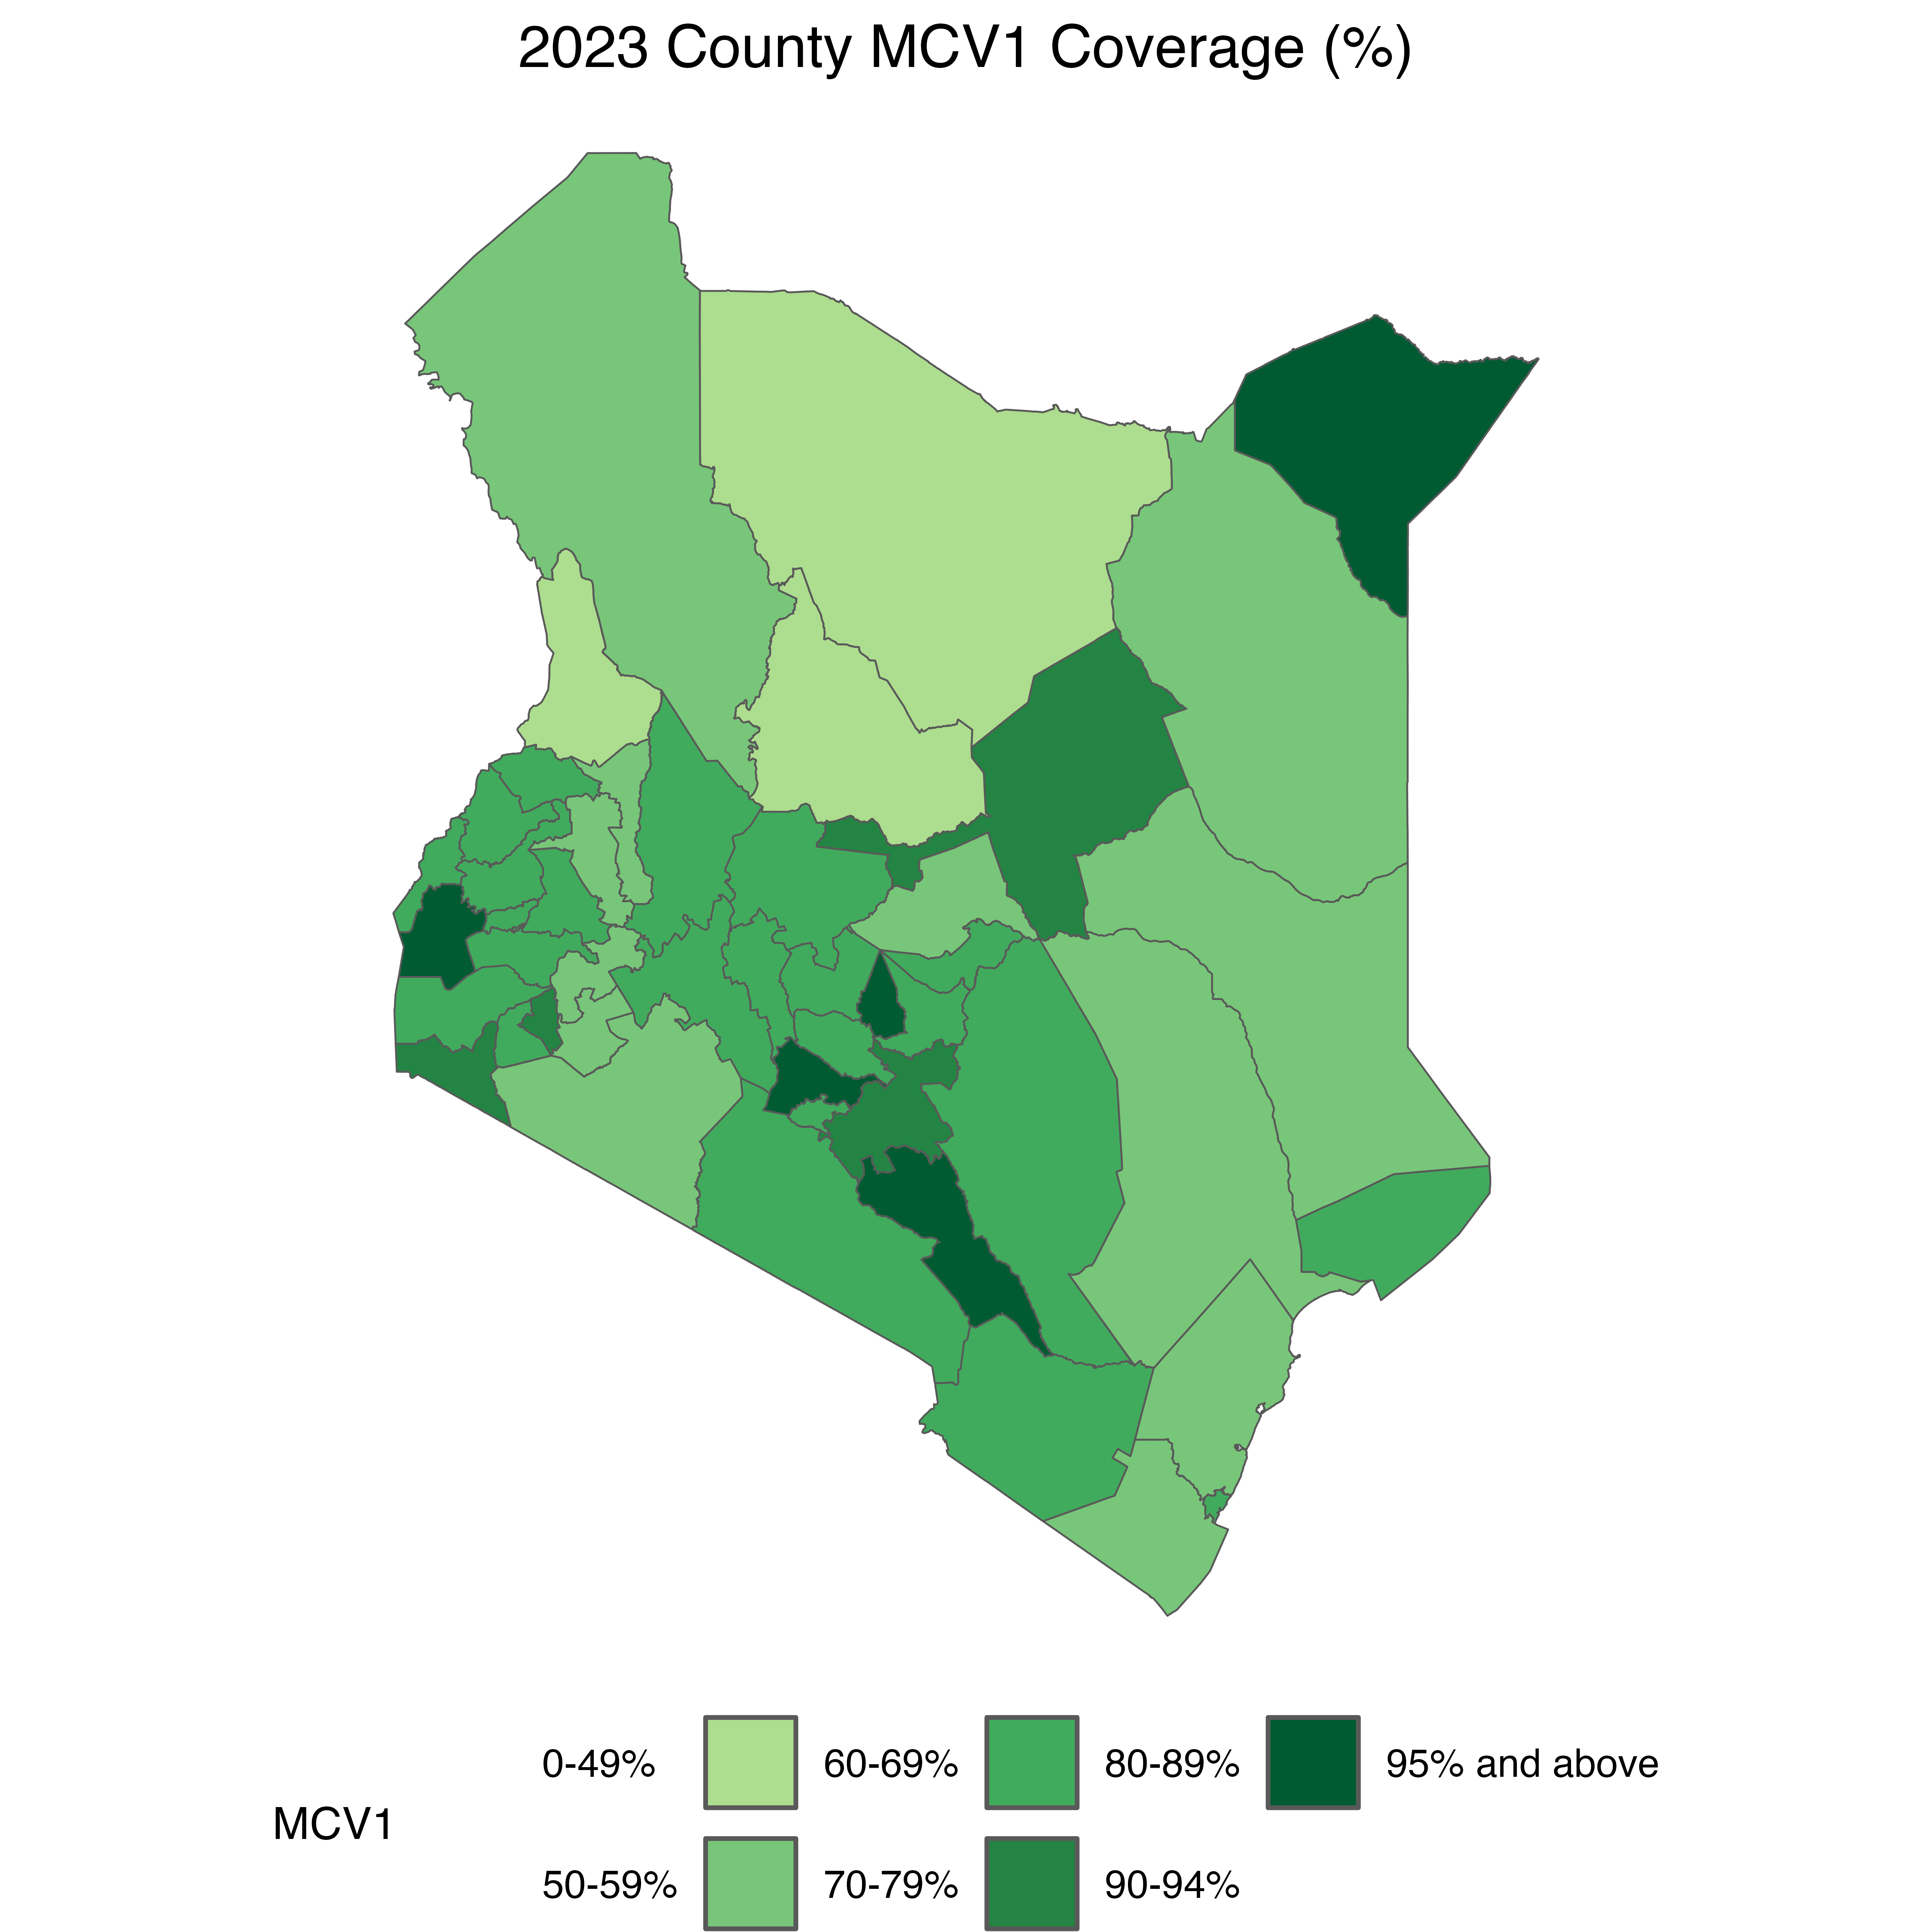 2023 County MCV1 Coverage (%)
0-49% 60-69% 80-89% 95% and above
MCV1
50-59% 70-79% 90-94%